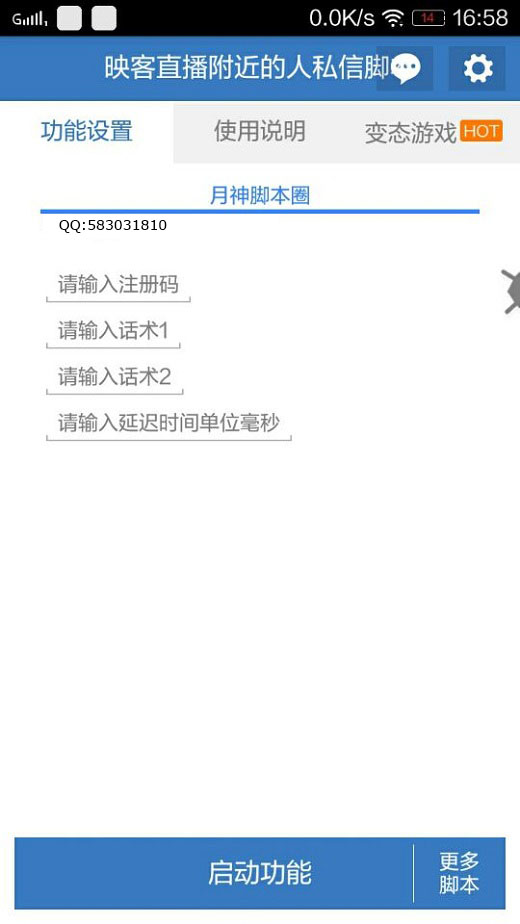 G 0.0K/s 14 16:58
映客直播附近的人私信脚
功能设置 使用说明 变态游戏 HOT
月神脚本圈
QQ:583031810
请输入注册码
请输入话术1
请输入话术2
请输入延迟时间单位毫秒
启动功能
更多
脚本